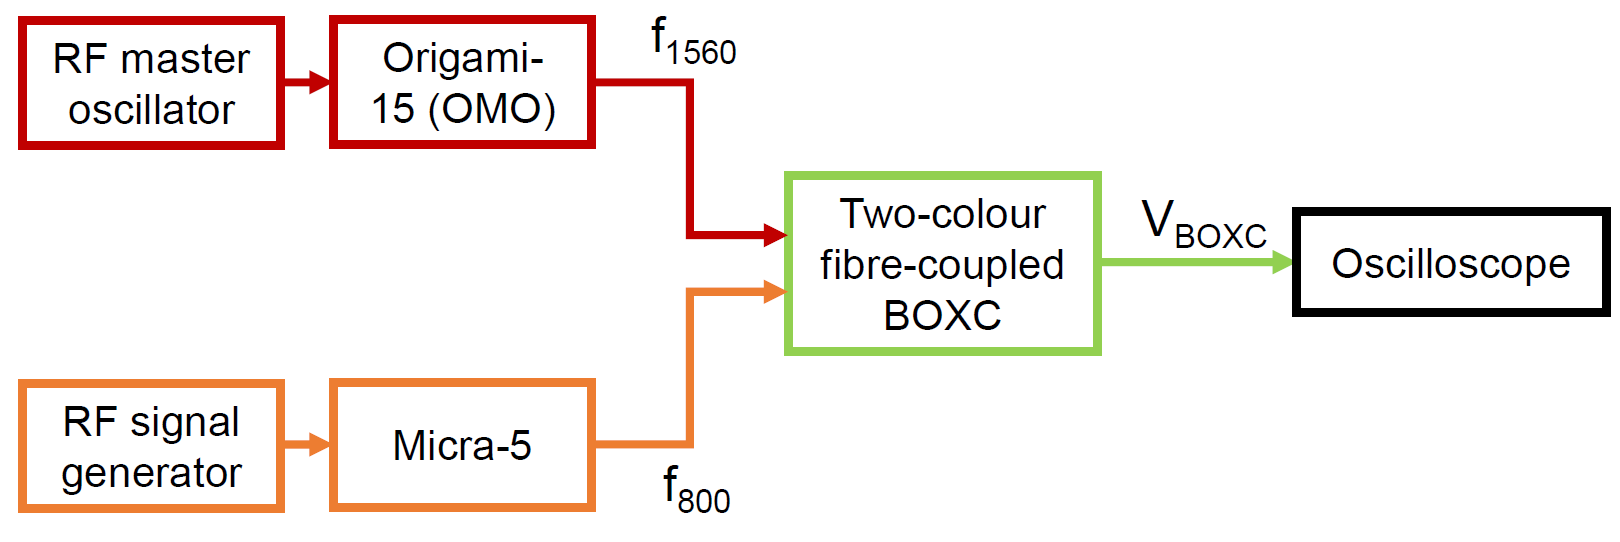 RF master
oscillator
Origami-
15 (OMO)
f1560
Two-colour
fibre-coupled
BOXC
VBOXC
Oscilloscope
RF signal
generator
Micra-5
f800